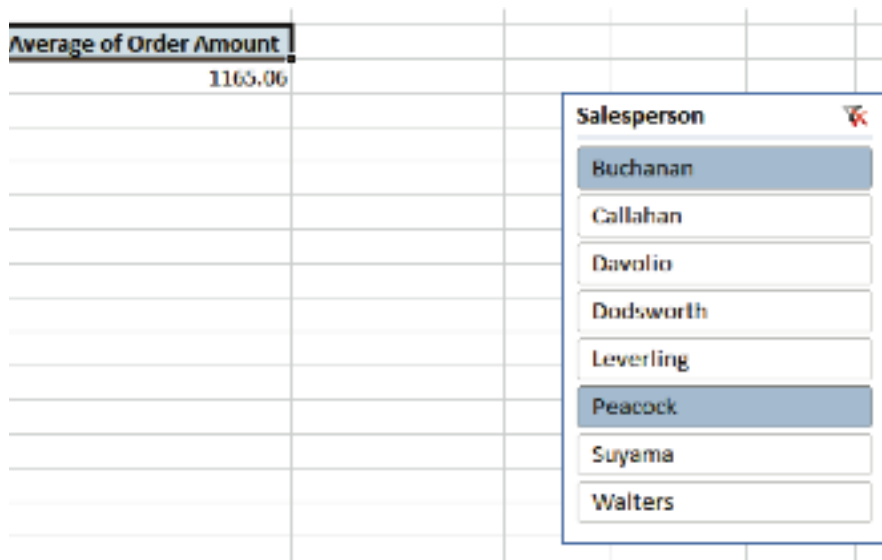 Average of Order Amount
1165.06
Salesperson
Buchanan
Callahan
Davolio
Dodsworth
Leverling
Peacock
Suyama
Walters